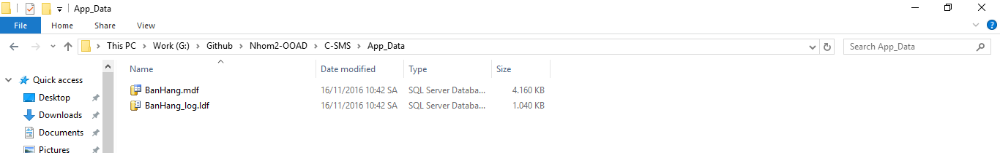 App_Data
File Home Share View
This PC Work (G:) Github Nhom2-OOAD C-SMS App_Data Search App_Data
Name Date modified Type Size
Quick access
BanHang.mdf 16/11/2016 10:42 SA SQL Server Databa... 4.160 KB
Desktop
BanHang_log.ldf 16/11/2016 10:42 SA SQL Server Databa... 1.040 KB
Downloads
Documents
Pictures